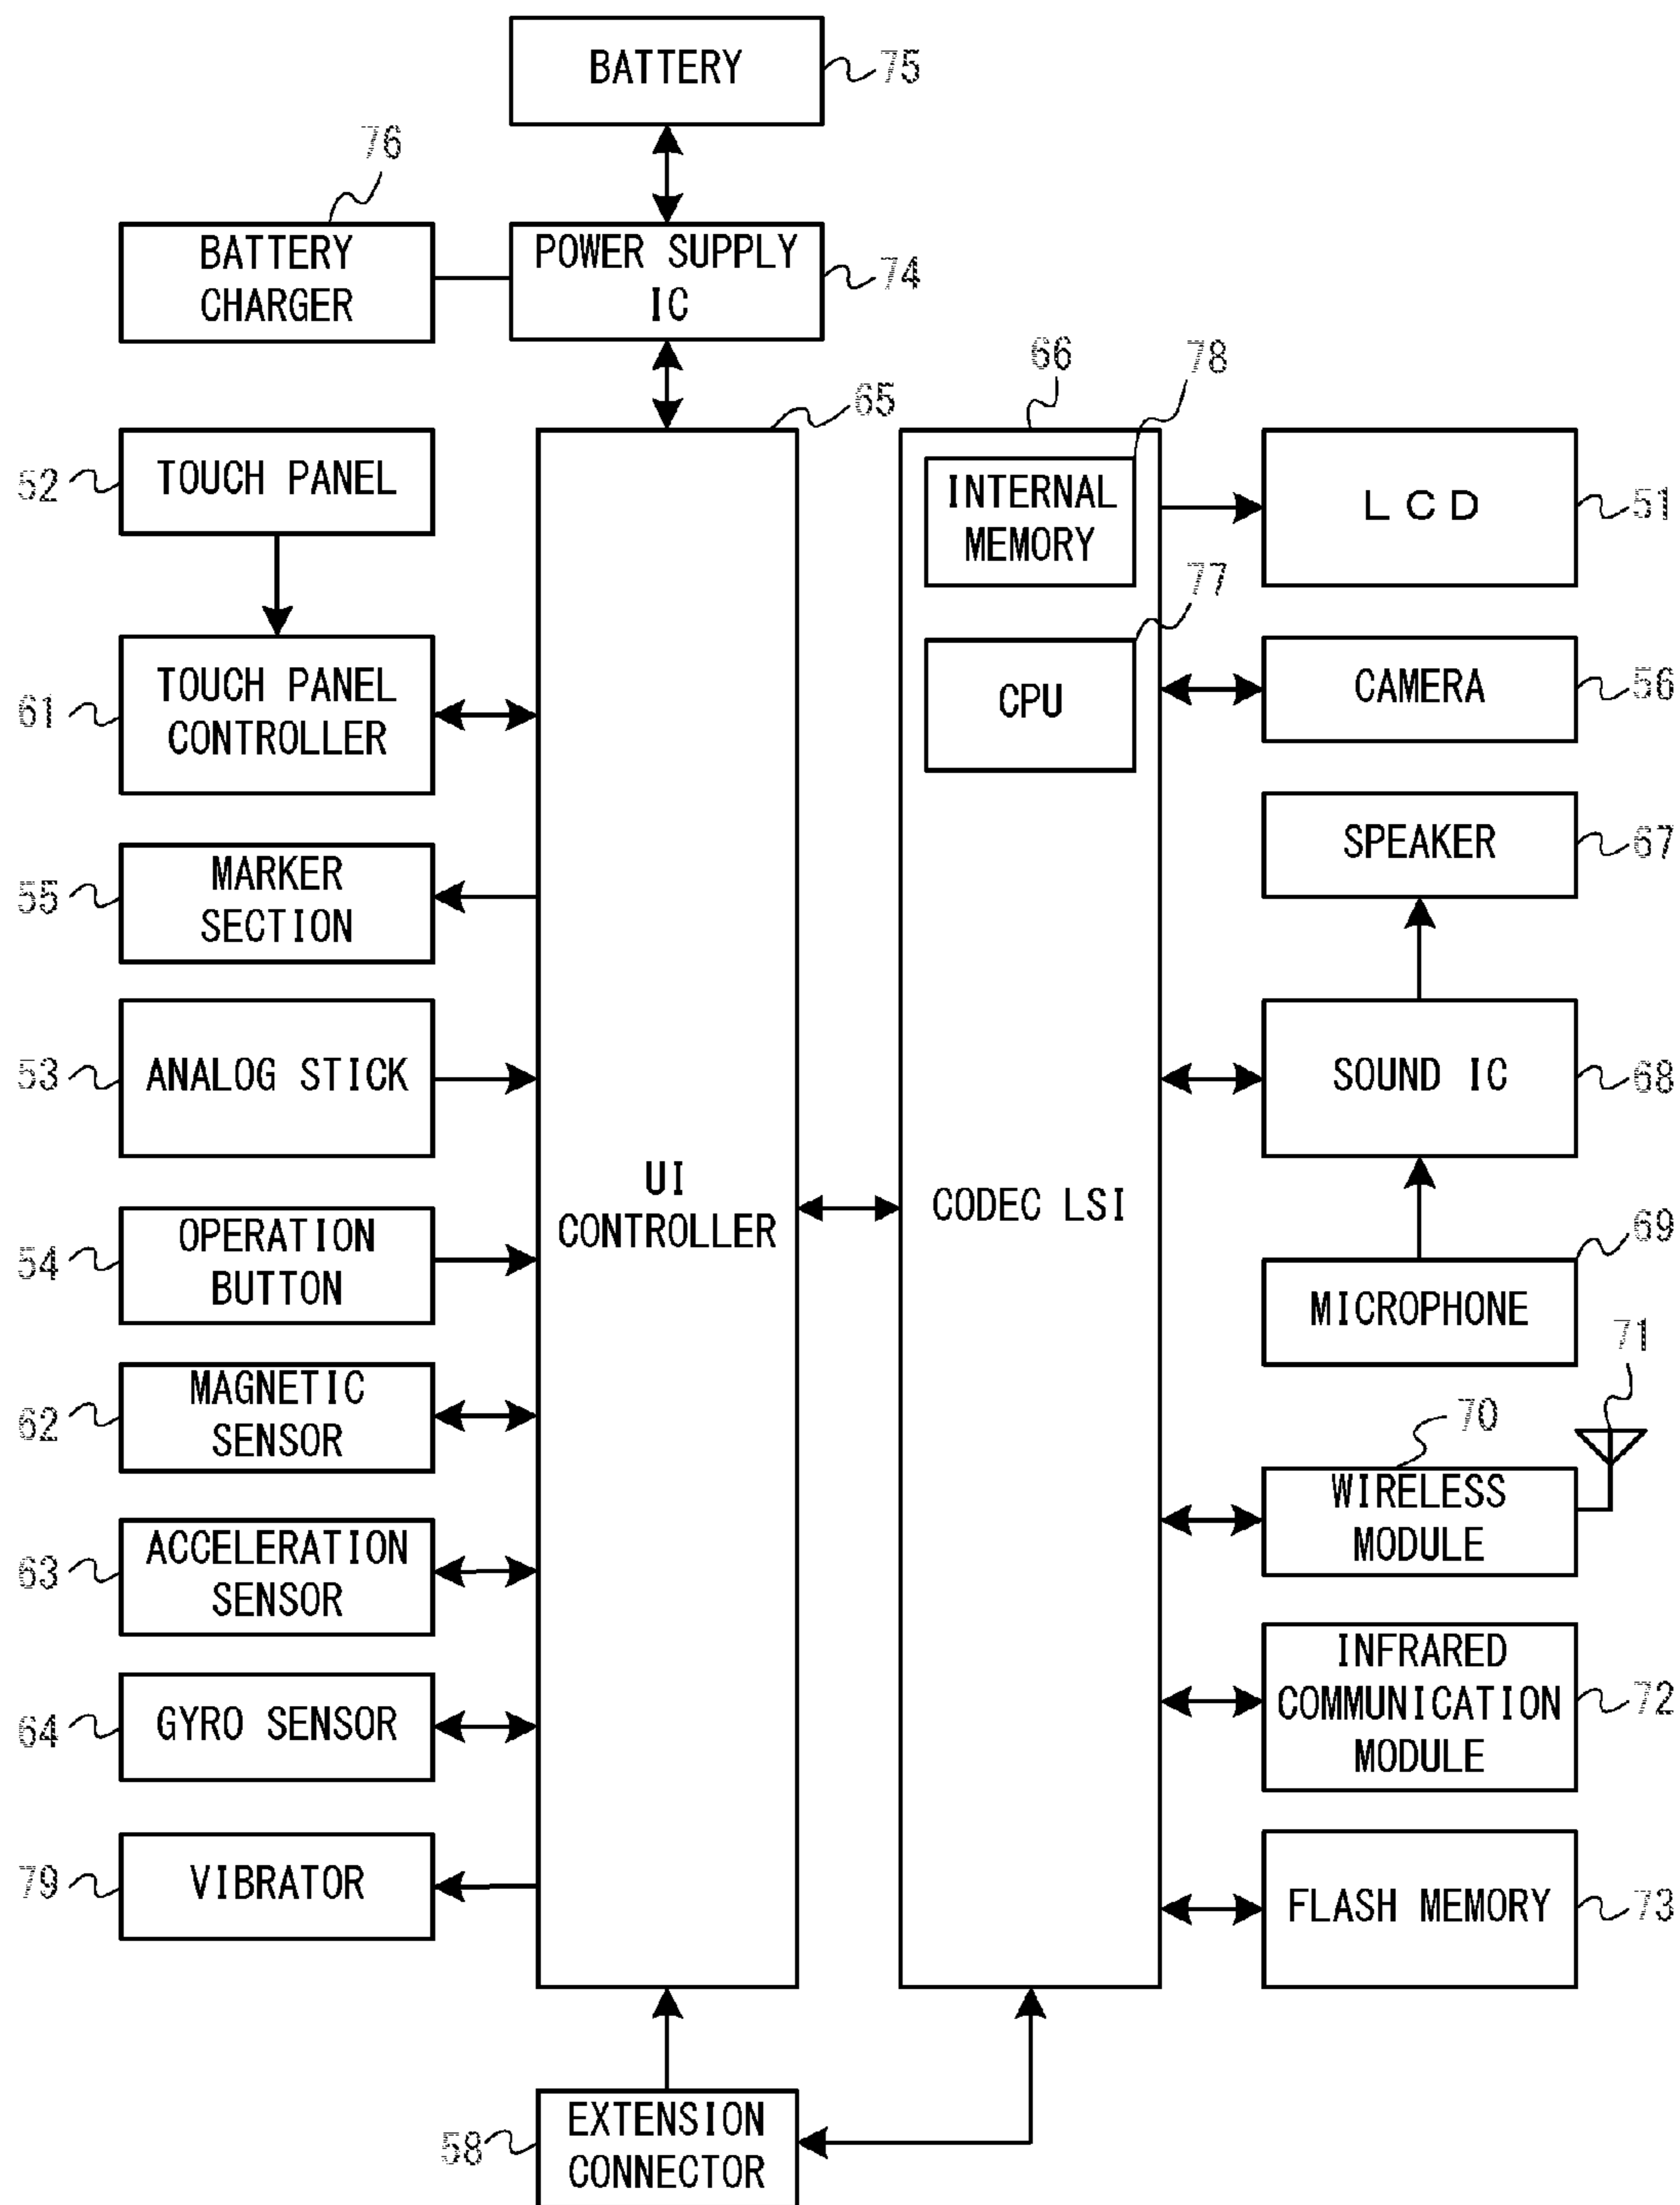 BATTERY
75
76
BATTERY
CHARGER
POWER SUPPLY
IC
74
65
66
78
52
TOUCH PANEL
INTERNAL
MEMORY
LCD
51
77
61
TOUCH PANEL
CONTROLLER
CPU
CAMERA
56
SPEAKER
67
55
MARKER
SECTION
53
ANALOG STICK
SOUND IC
68
UI
CONTROLLER
CODEC LSI
54
OPERATION
BUTTON
69
MICROPHONE
71
62
MAGNETIC
SENSOR
70
WIRELESS
MODULE
63
ACCELERATION
SENSOR
64
GYRO SENSOR
INFRARED
COMMUNICATION
MODULE
72
79
VIBRATOR
FLASH MEMORY
73
58
EXTENSION
CONNECTOR